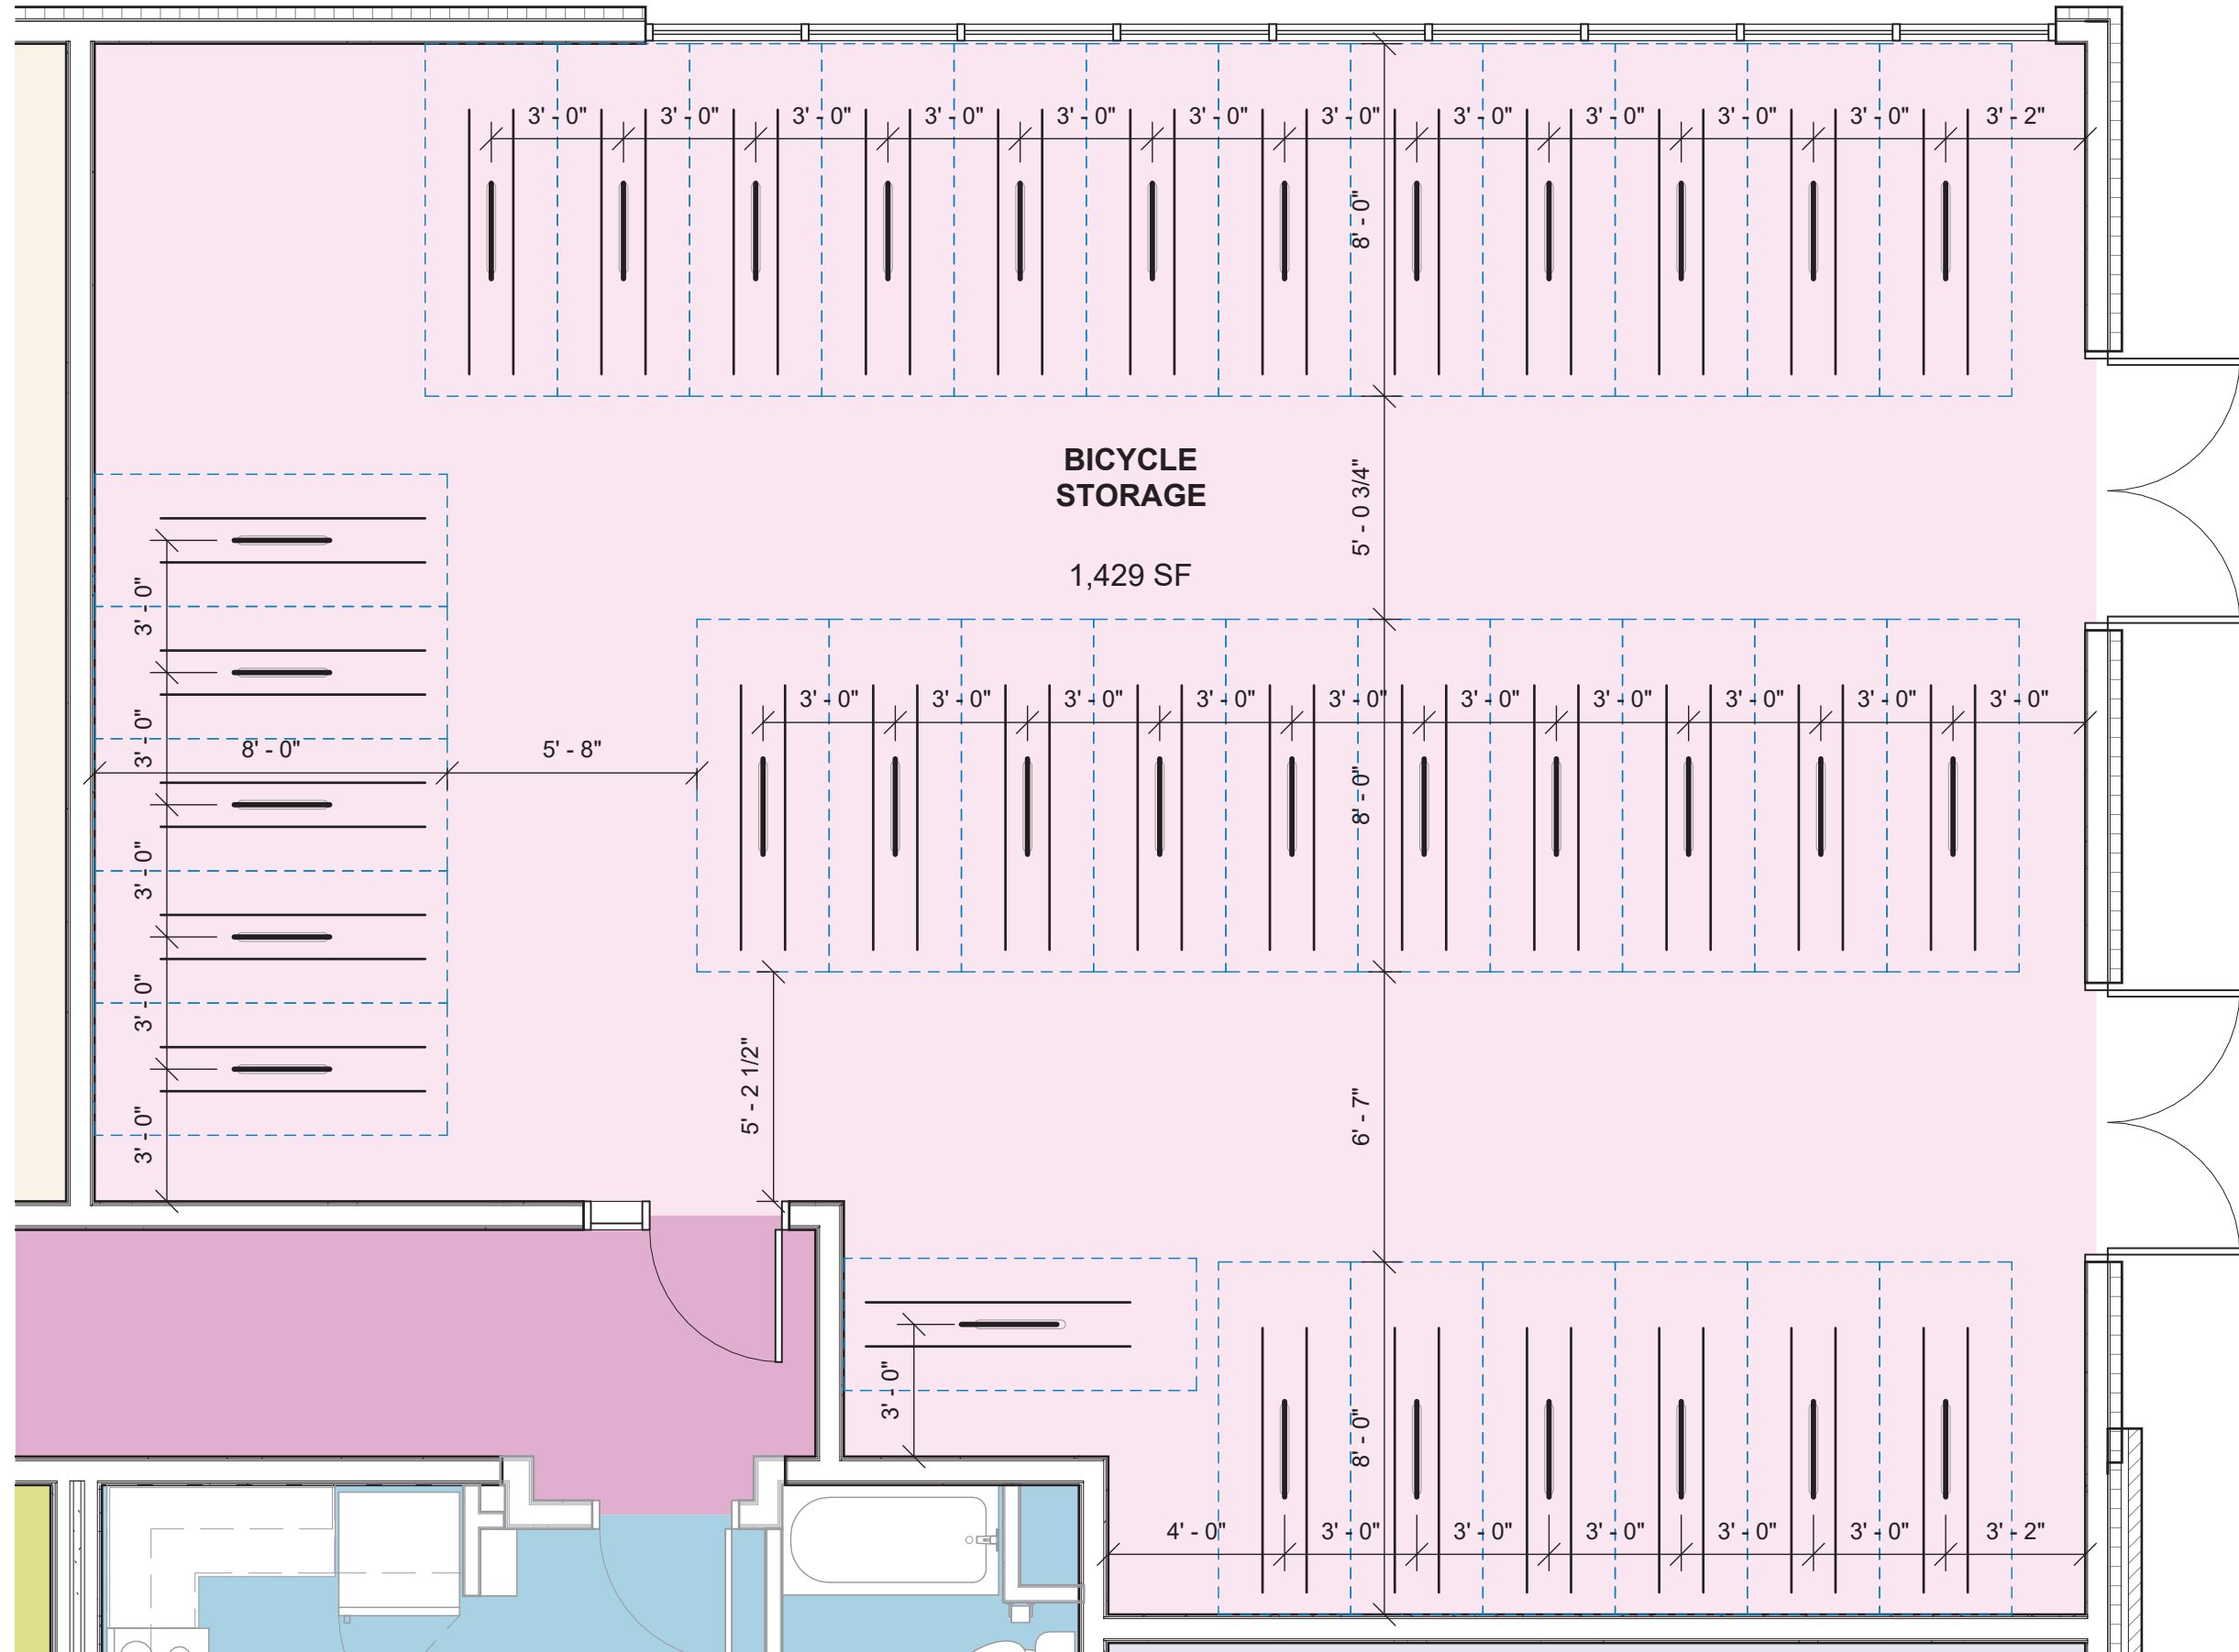 3' - 0" 3' - 0" 3' - 0" 3' - 0" 3' - 0" 3' - 0" 3' - 0" 3' - 0" 3' - 0" 3' - 0" 3' - 0" 3' - 2"
8' - 0"
BICYCLE
STORAGE
5' - 0 3/4"
1,429 SF
3' - 0"
3' - 0"
3' - 0"
3' - 0"
3' - 0"
8' - 0" 5' - 8"
3' - 0" 3' - 0" 3' - 0" 3' - 0" 3' - 0" 3' - 0" 3' - 0" 3' - 0" 3' - 0" 3' - 0"
8' - 0"
5' - 2 1/2"
6' - 7"
3' - 0"
8' - 0"
4' - 0" 3' - 0" 3' - 0" 3' - 0" 3' - 0" 3' - 0" 3' - 2"